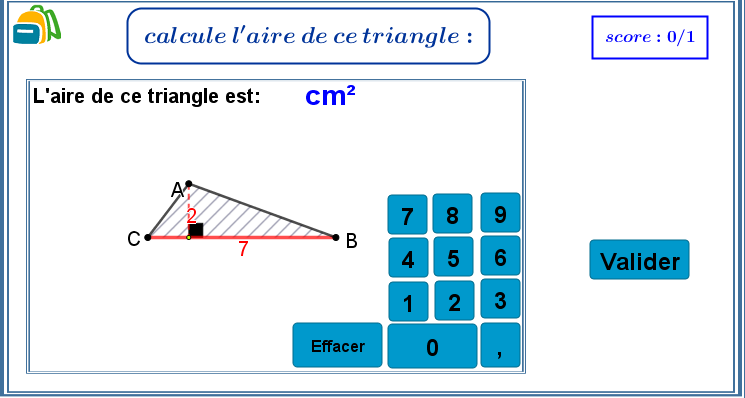 calcule l'aire de ce triangle :
score : 0/1
L'aire de ce triangle est: cm²
A
2
C
B
7
7 8 9
4 5 6
1 2 3
Effacer 0 ,
Valider